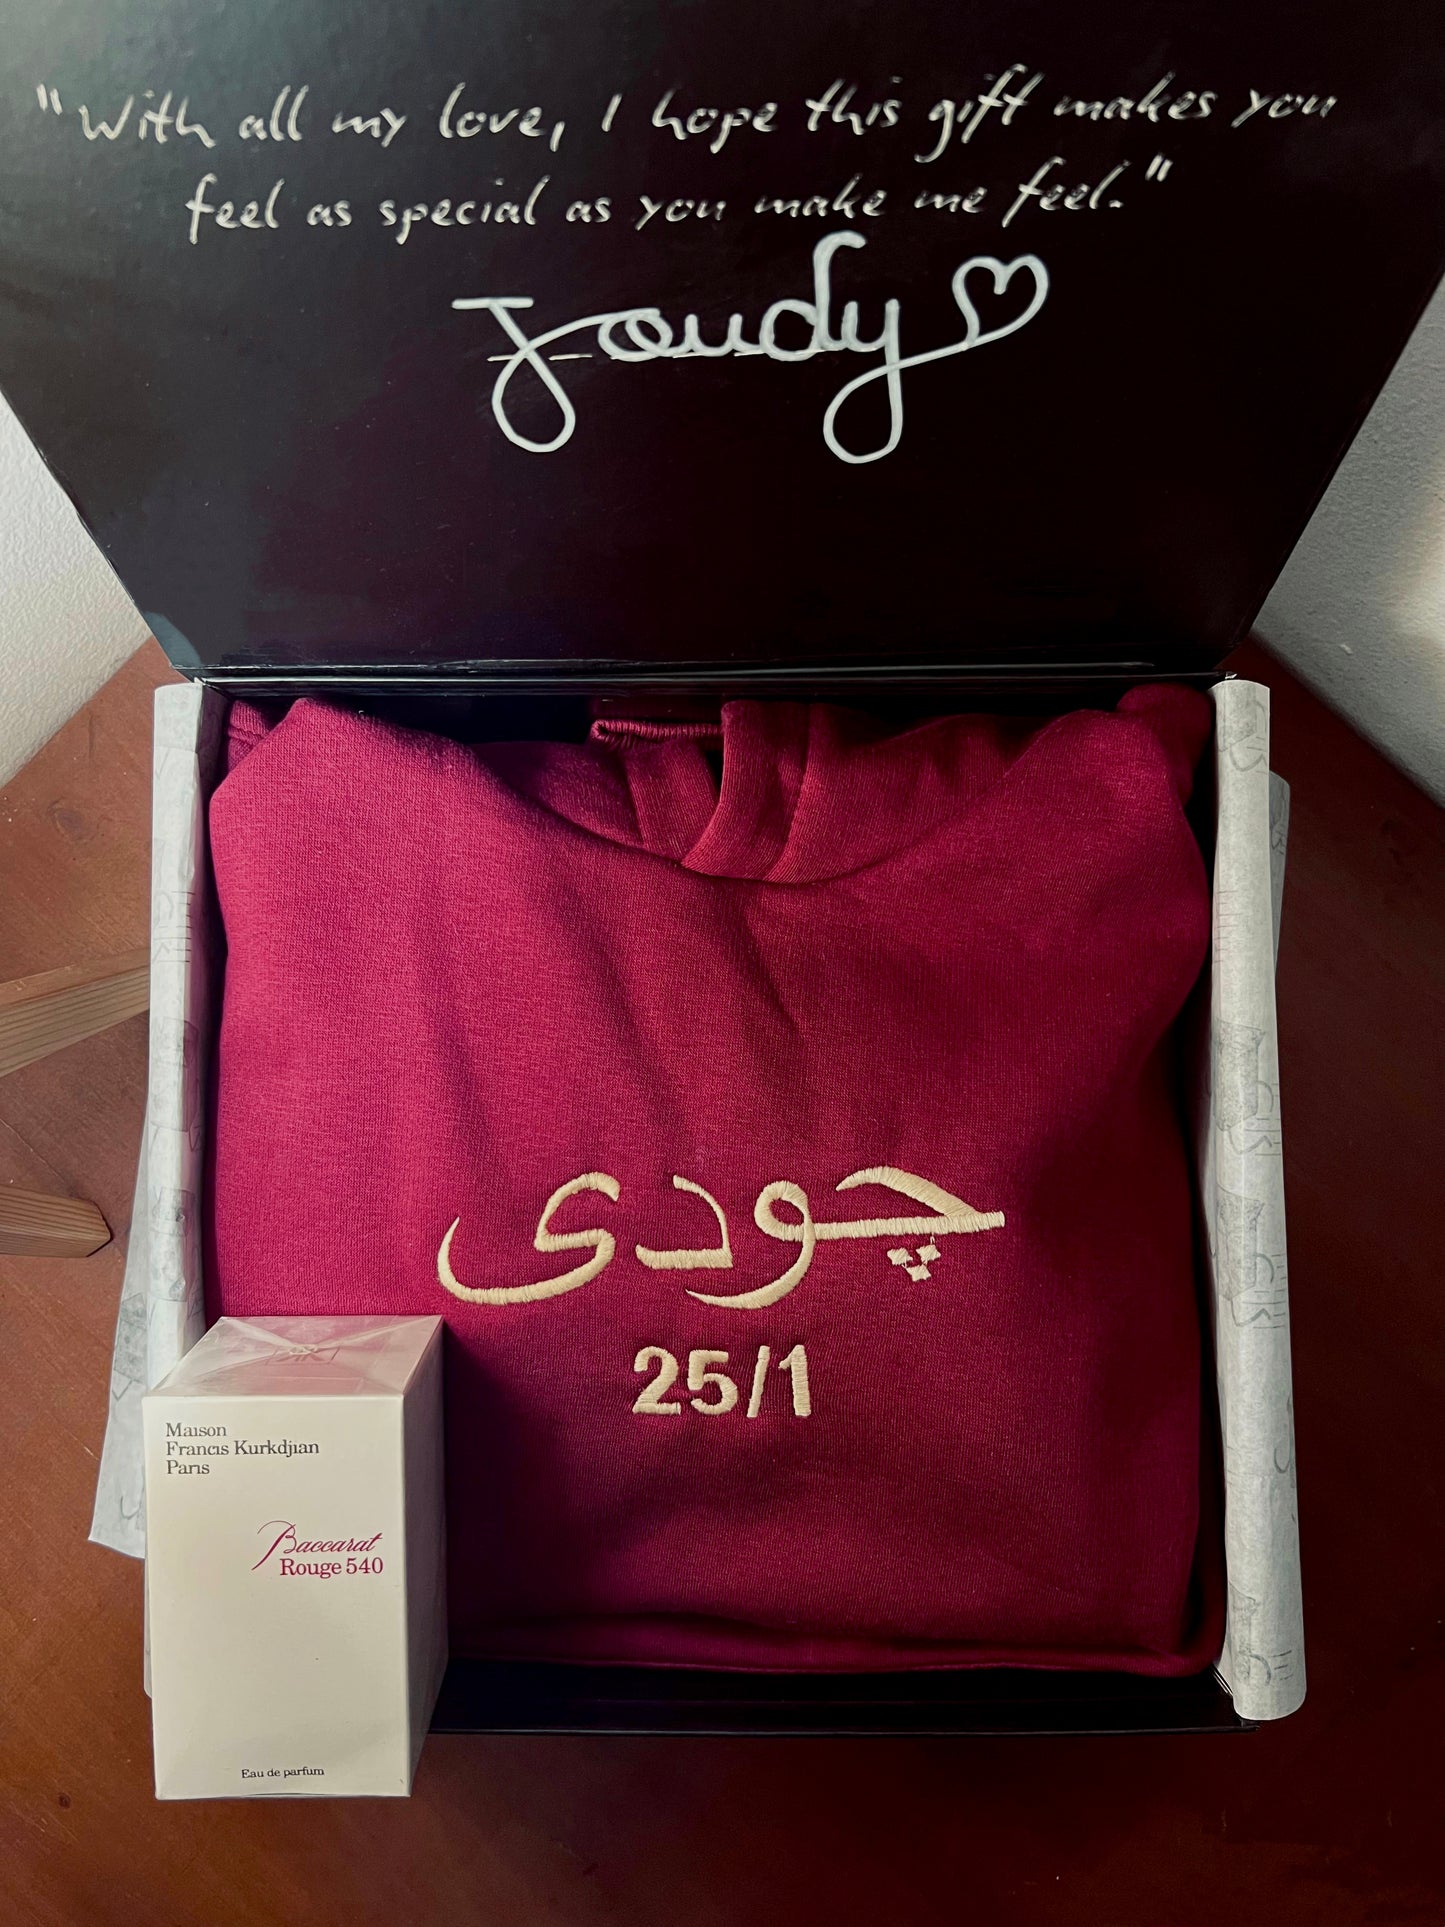 "With all my love, I hope this gift makes you
feel as special as you make me feel."
Joudy
چودی
25/1
Maison
Francis Kurkdjian
Paris
Baccarat
Rouge 540
Eau de parfum